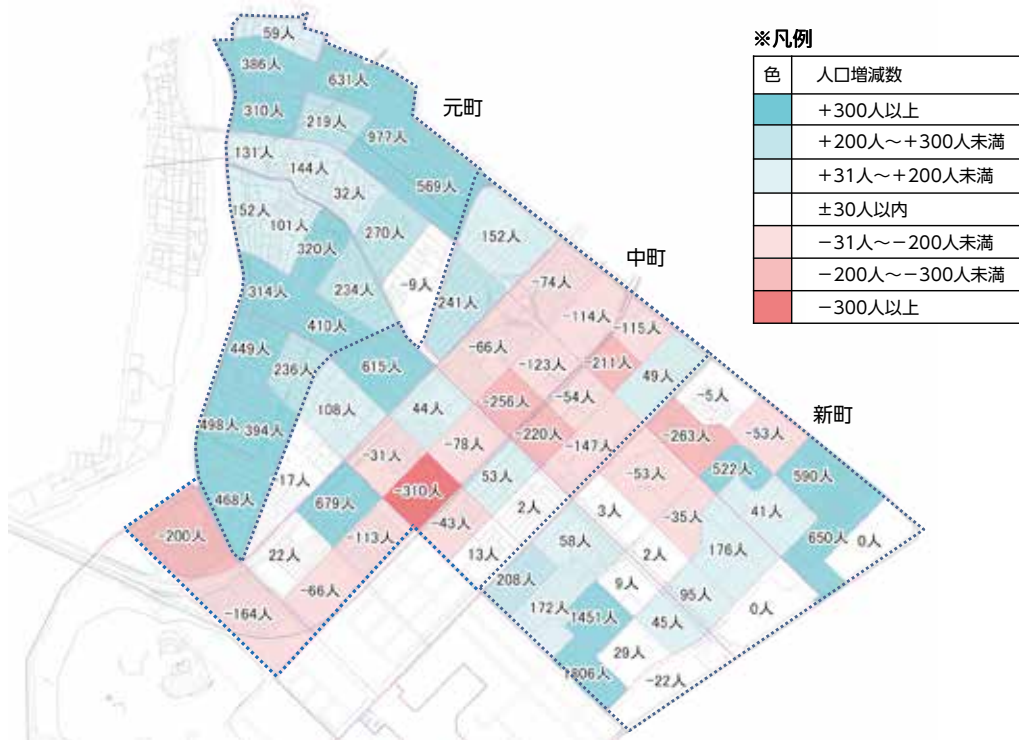 ※凡例
色 人口増減数
+300人以上
+200人～+300人未満
+31人～+200人未満
±30人以内
-31人～-200人未満
-200人～-300人未満
-300人以上
元町
中町
新町
59人
386人
631人
310人
219人
977人
131人
144人
32人
569人
152人
101人
320人
270人
314人
234人
-9人
410人
449人
236人
498人
394人
468人
152人
241人
-74人
-114人
-115人
-66人
-123人
-211人
49人
615人
44人
-256人
-54人
108人
-220人
-147人
-31人
-78人
17人
679人
-310人
53人
22人
-113人
-43人
2人
13人
-200人
-66人
-164人
-5人
-263人
-53人
-53人
522人
590人
3人
-35人
41人
58人
2人
176人
650人
0人
208人
9人
95人
172人
1451人
45人
0人
29人
1806人
-22人